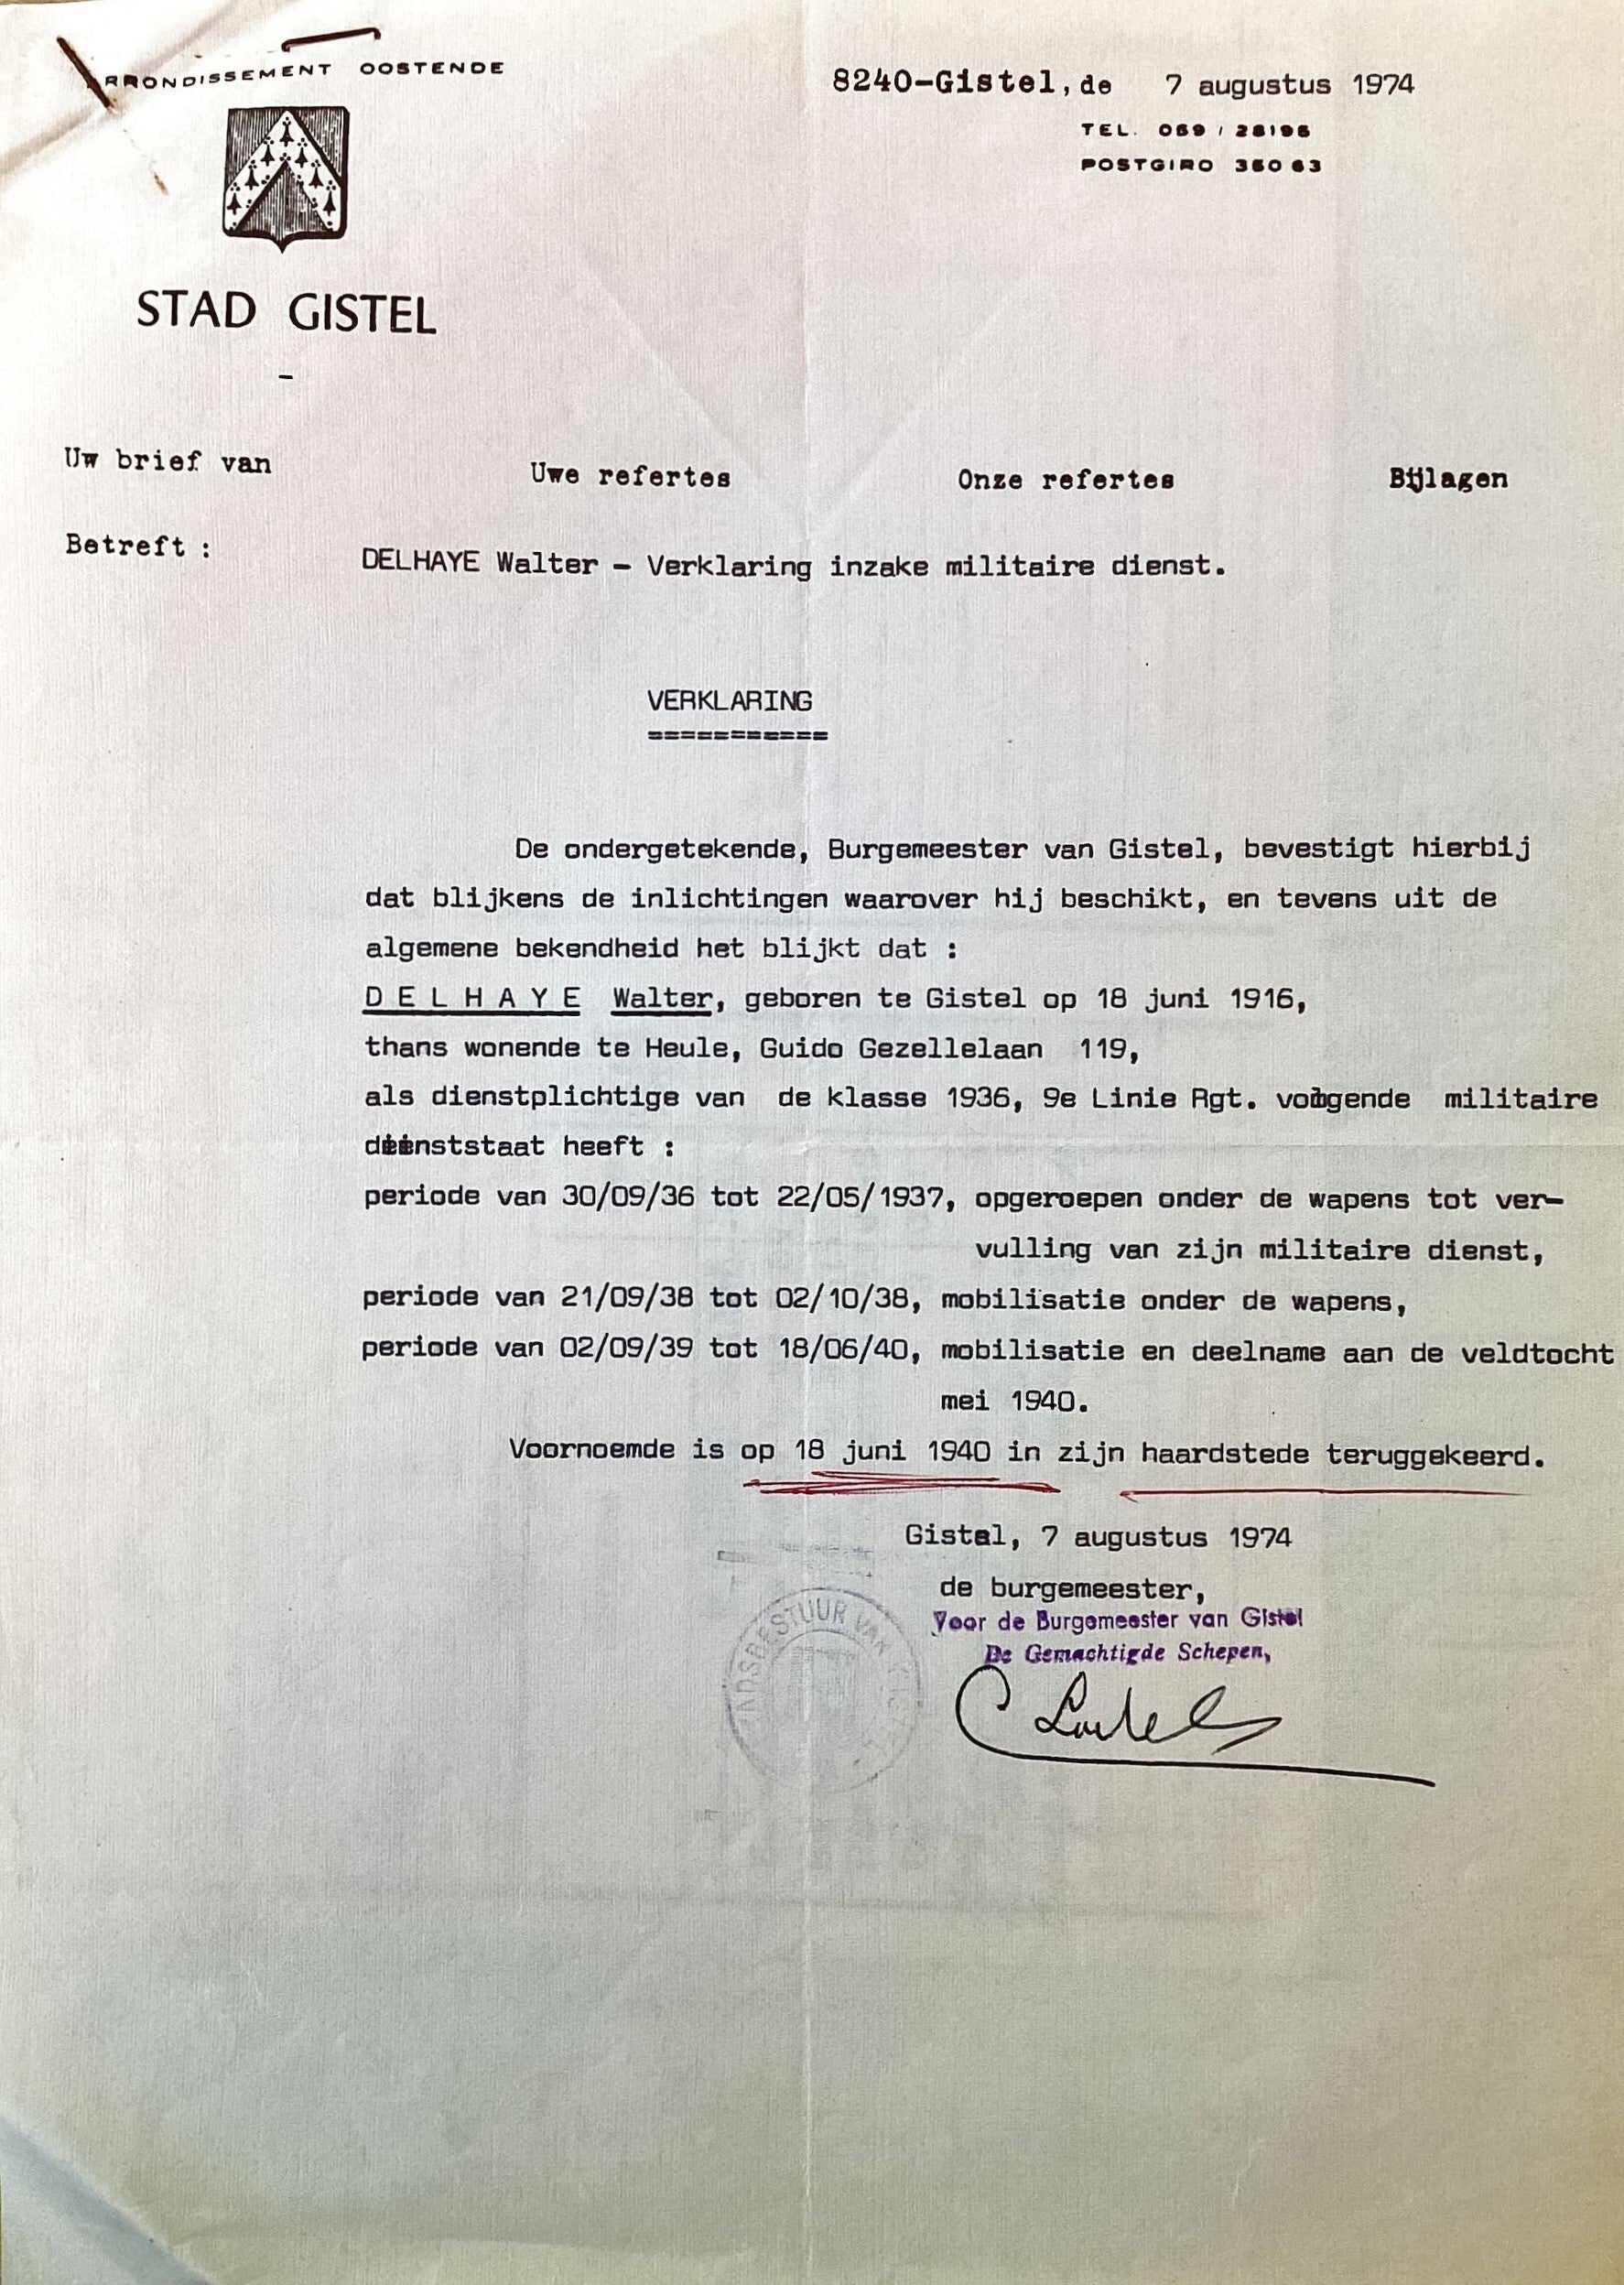 ARRONDISSEMENT OOSTENDE
8240-Gistel, de 7 augustus 1974
TEL. 059 / 28196
POSTGIRO 350 63
STAD GISTEL
-
Uw brief van
Uwe refertes
Onze refertes
Bijlagen
Betreft :
DELHAYE Walter - Verklaring inzake militaire dienst.
VERKLARING
===========
De ondergetekende, Burgemeester van Gistel, bevestigt hierbij
dat blijkens de inlichtingen waarover hij beschikt, en tevens uit de
algemene bekendheid het blijkt dat :
D E L H A Y E Walter, geboren te Gistel op 18 juni 1916,
thans wonende te Heule, Guido Gezellelaan 119,
als dienstplichtige van de klasse 1936, 9e Linie Rgt. volgende militaire
dienststaat heeft :
periode van 30/09/36 tot 22/05/1937, opgeroepen onder de wapens tot ver-
vulling van zijn militaire dienst,
periode van 21/09/38 tot 02/10/38, mobilisatie onder de wapens,
periode van 02/09/39 tot 18/06/40, mobilisatie en deelname aan de veldtocht
mei 1940.
Voornoemde is op 18 juni 1940 in zijn haardstede teruggekeerd.
Gistel, 7 augustus 1974
de burgemeester,
Voor de Burgemeester van Gistel
De Gemachtigde Schepen,
STADSBESTUUR VAN GISTEL